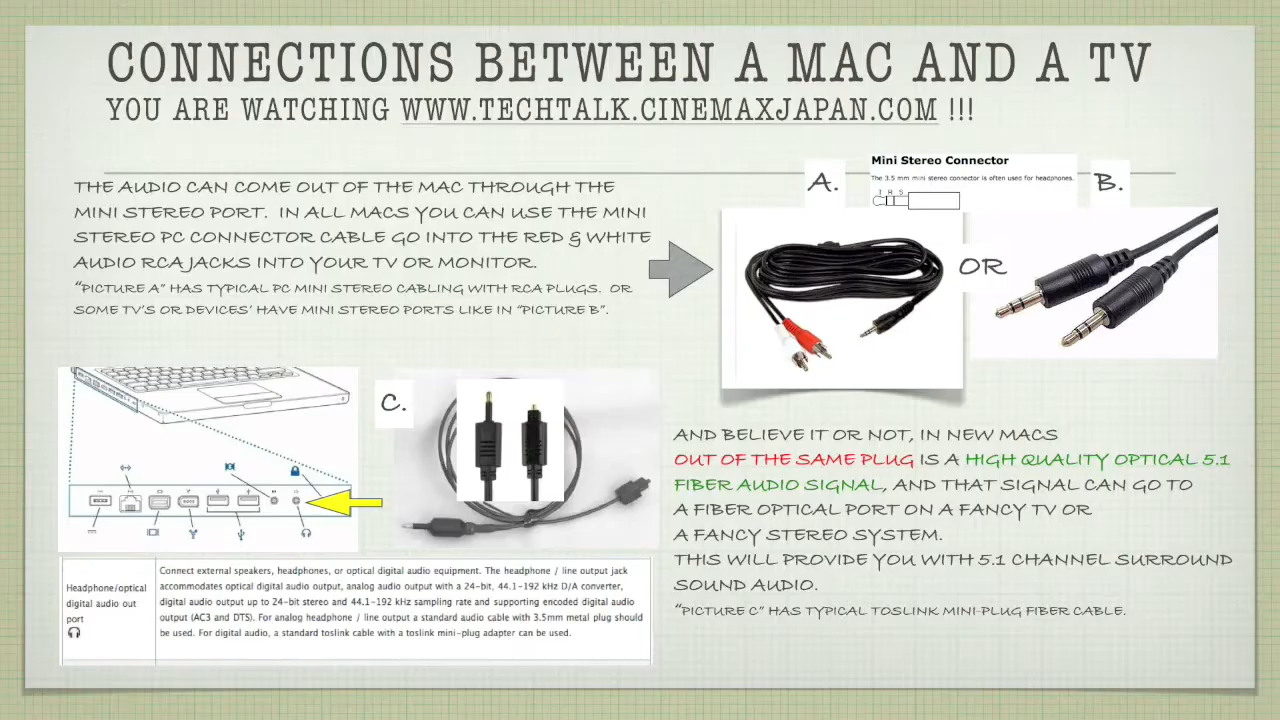 CONNECTIONS BETWEEN A MAC AND A TV
YOU ARE WATCHING WWW.TECHTALK.CINEMAXJAPAN.COM !!!
THE AUDIO CAN COME OUT OF THE MAC THROUGH THE
MINI STEREO PORT. IN ALL MACS YOU CAN USE THE MINI
STEREO PC CONNECTOR CABLE GO INTO THE RED & WHITE
AUDIO RCA JACKS INTO YOUR TV OR MONITOR.
"PICTURE A" HAS TYPICAL PC MINI STEREO CABLING WITH RCA PLUGS. OR
SOME TV'S OR DEVICES' HAVE MINI STEREO PORTS LIKE IN "PICTURE B".
A.
Mini Stereo Connector
The 3.5 mm mini stereo connector is often used for headphones.
T R S
B.
OR
C.
AND BELIEVE IT OR NOT, IN NEW MACS
OUT OF THE SAME PLUG IS A HIGH QUALITY OPTICAL 5.1
FIBER AUDIO SIGNAL, AND THAT SIGNAL CAN GO TO
A FIBER OPTICAL PORT ON A FANCY TV OR
A FANCY STEREO SYSTEM.
THIS WILL PROVIDE YOU WITH 5.1 CHANNEL SURROUND
SOUND AUDIO.
"PICTURE C" HAS TYPICAL TOSLINK MINI-PLUG FIBER CABLE.
Headphone/optical
digital audio out
port
Connect external speakers, headphones, or optical digital audio equipment. The headphone / line output jack
accommodates optical digital audio output, analog audio output with a 24-bit, 44.1-192 kHz D/A converter,
digital audio output up to 24-bit stereo and 44.1-192 kHz sampling rate and supporting encoded digital audio
output (AC3 and DTS). For analog headphone / line output a standard audio cable with 3.5mm metal plug should
be used. For digital audio, a standard toslink cable with a toslink mini-plug adapter can be used.